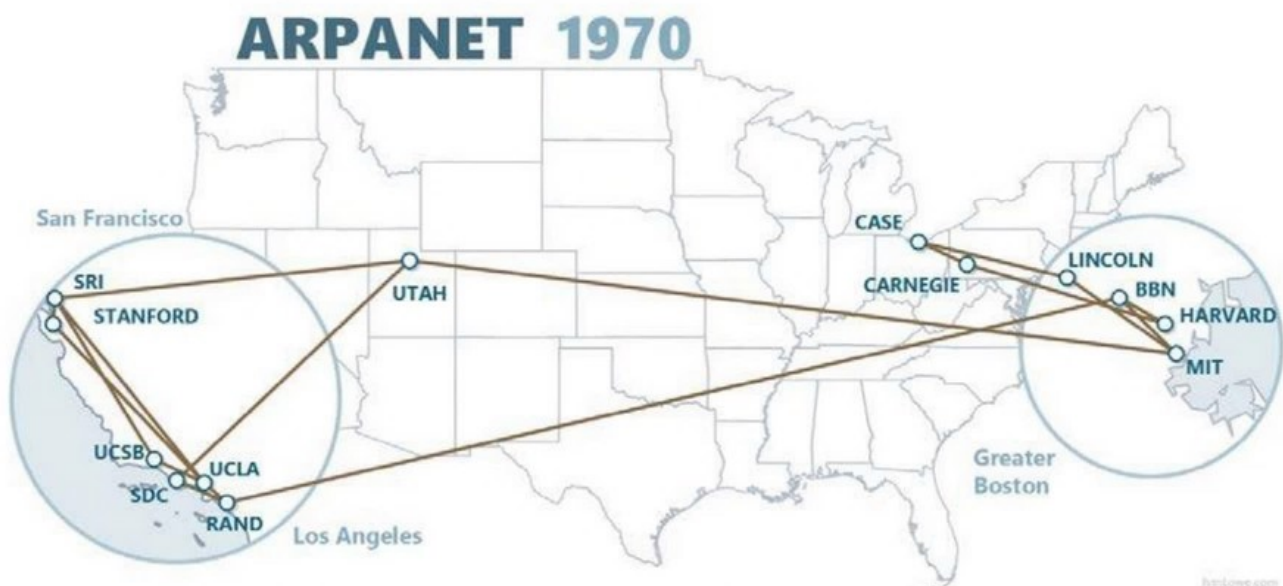 ARPANET 1970
San Francisco
SRI
STANFORD
UTAH
UCSB
UCLA
SDC
RAND
Los Angeles
CASE
CARNEGIE
LINCOLN
BBN
HARVARD
MIT
Greater
Boston